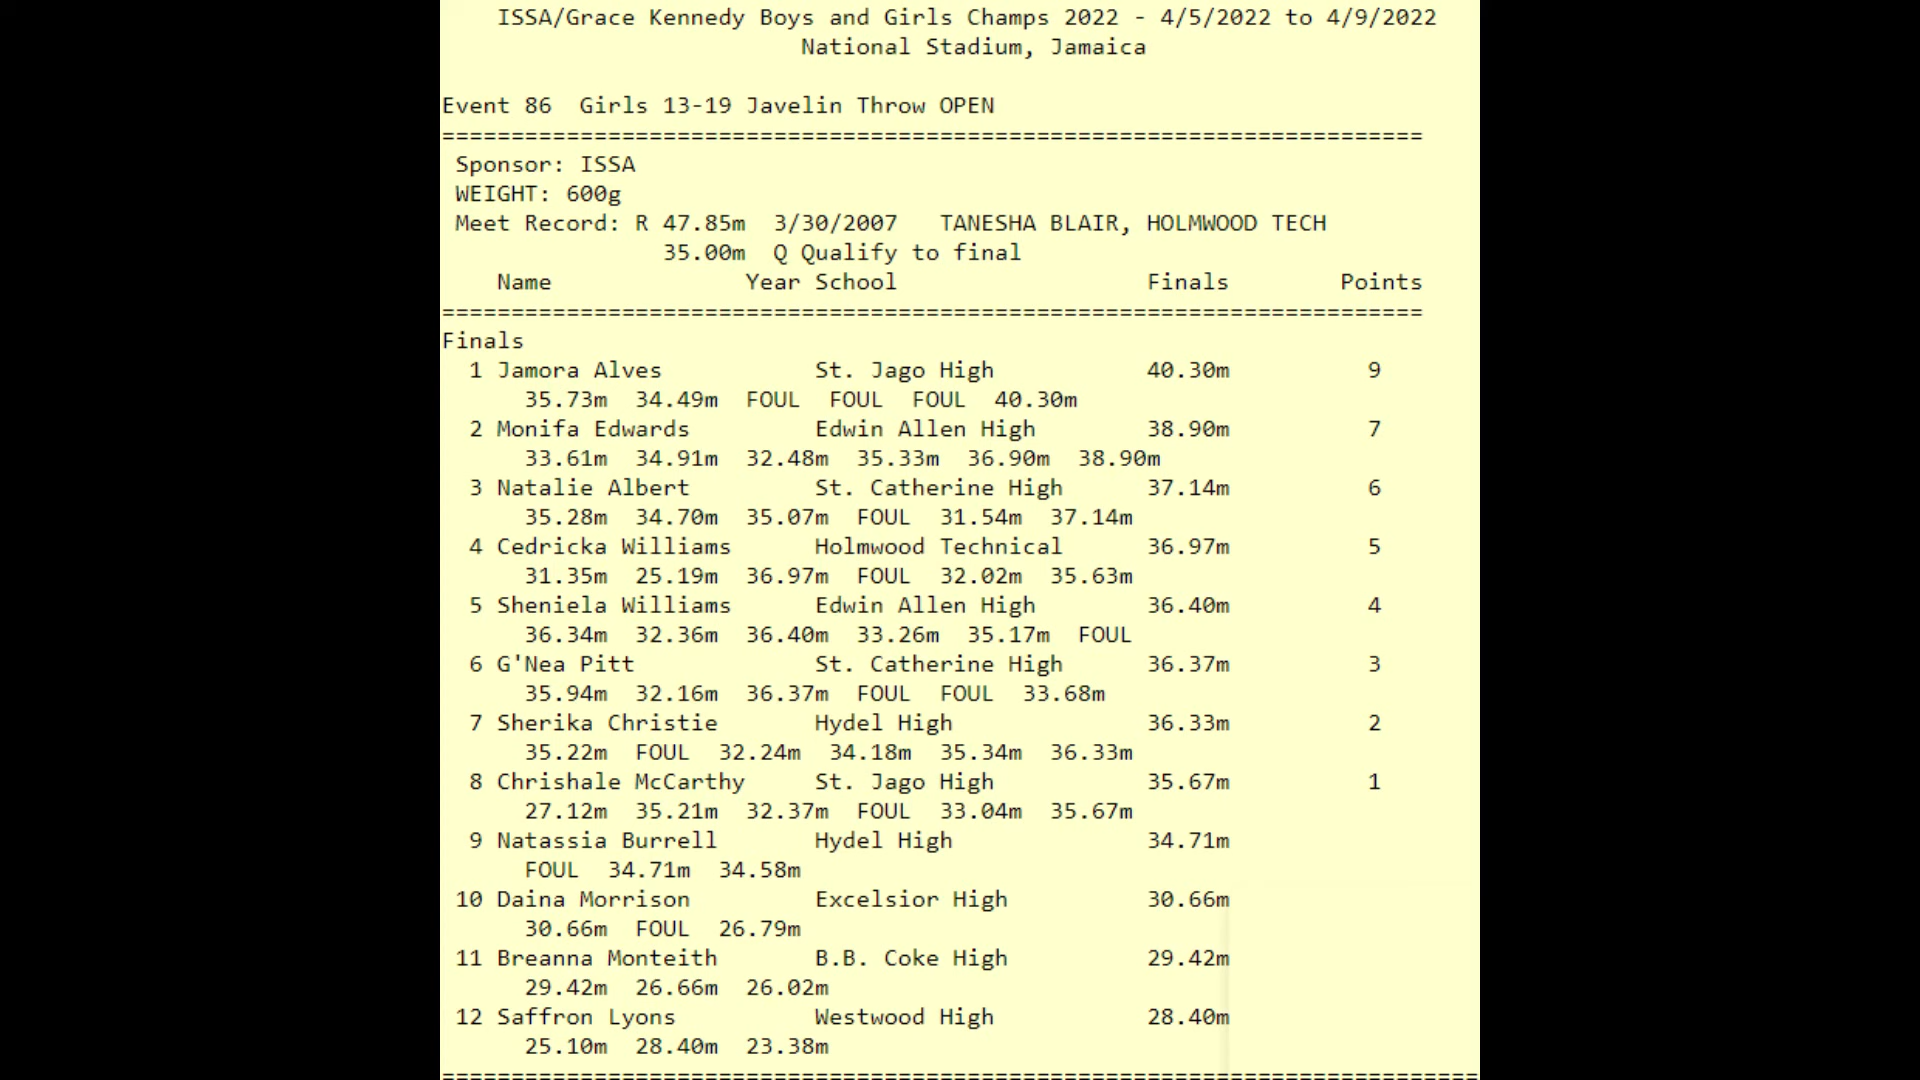 ISSA/Grace Kennedy Boys and Girls Champs 2022 - 4/5/2022 to 4/9/2022
National Stadium, Jamaica
Event 86  Girls 13-19 Javelin Throw OPEN
=======================================================================
Sponsor: ISSA
WEIGHT: 600g
Meet Record: R 47.85m  3/30/2007   TANESHA BLAIR, HOLMWOOD TECH
35.00m  Q Qualify to final
Name              Year School                  Finals        Points
=======================================================================
Finals
1 Jamora Alves           St. Jago High           40.30m          9
35.73m  34.49m  FOUL  FOUL  FOUL  40.30m
2 Monifa Edwards         Edwin Allen High        38.90m          7
33.61m  34.91m  32.48m  35.33m  36.90m  38.90m
3 Natalie Albert         St. Catherine High      37.14m          6
35.28m  34.70m  35.07m  FOUL  31.54m  37.14m
4 Cedricka Williams      Holmwood Technical      36.97m          5
31.35m  25.19m  36.97m  FOUL  32.02m  35.63m
5 Sheniela Williams      Edwin Allen High        36.40m          4
36.34m  32.36m  36.40m  33.26m  35.17m  FOUL
6 G'Nea Pitt             St. Catherine High      36.37m          3
35.94m  32.16m  36.37m  FOUL  FOUL  33.68m
7 Sherika Christie       Hydel High              36.33m          2
35.22m  FOUL  32.24m  34.18m  35.34m  36.33m
8 Chrishale McCarthy     St. Jago High           35.67m          1
27.12m  35.21m  32.37m  FOUL  33.04m  35.67m
9 Natassia Burrell       Hydel High              34.71m
FOUL  34.71m  34.58m
10 Daina Morrison         Excelsior High          30.66m
30.66m  FOUL  26.79m
11 Breanna Monteith       B.B. Coke High          29.42m
29.42m  26.66m  26.02m
12 Saffron Lyons          Westwood High           28.40m
25.10m  28.40m  23.38m
===========================================================================